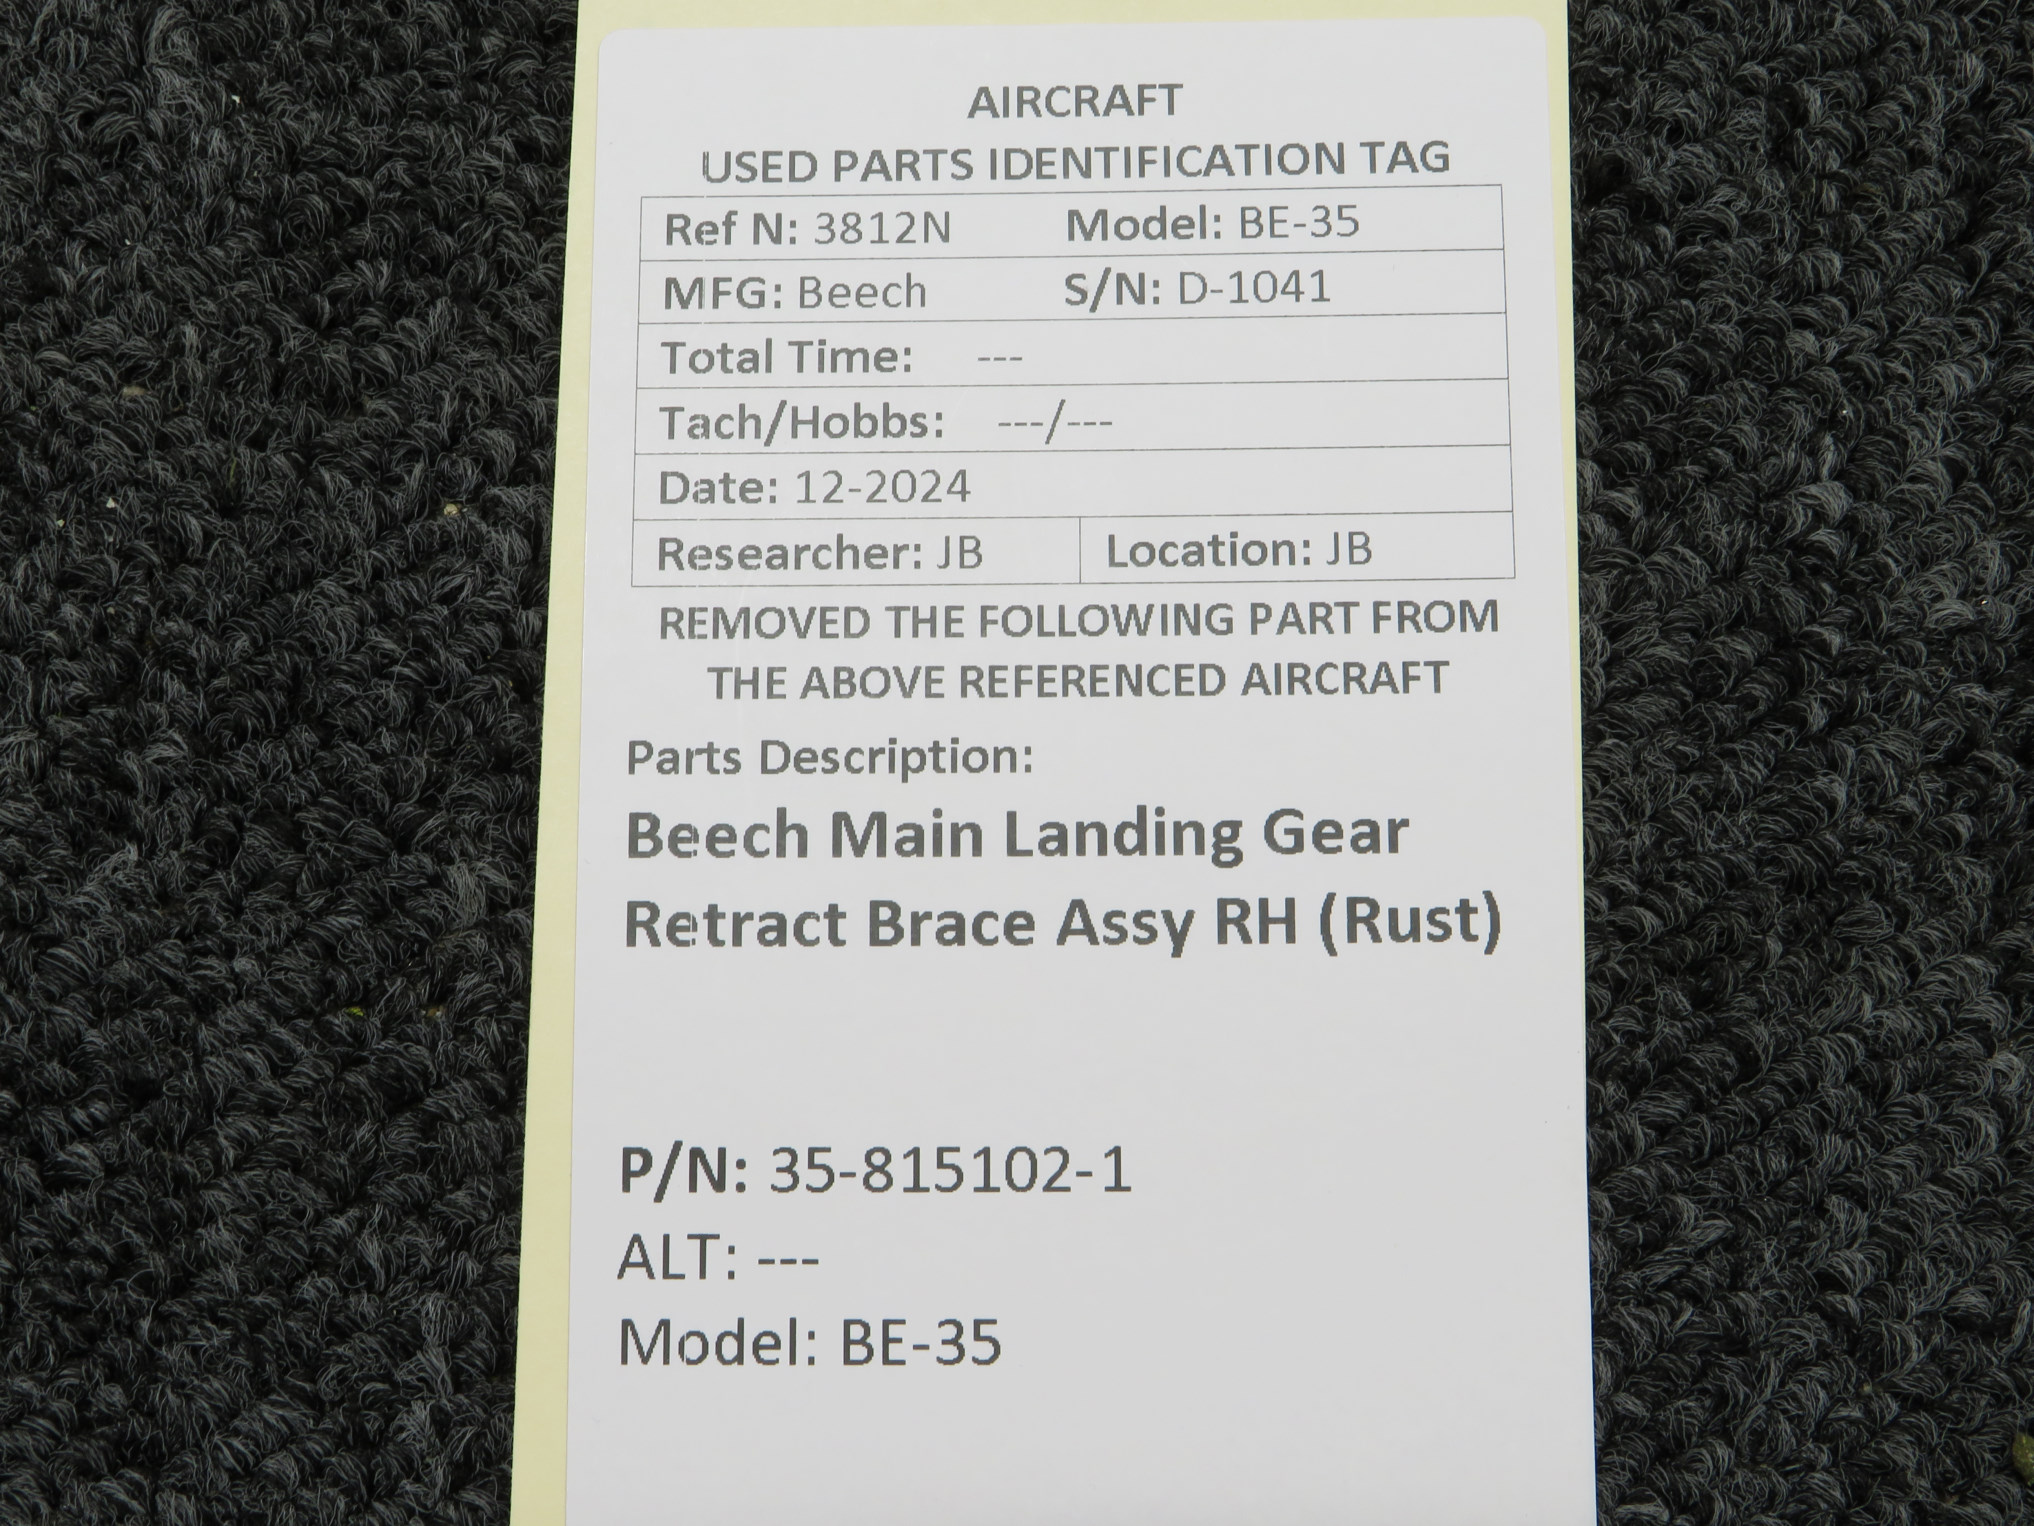 AIRCRAFT
USED PARTS IDENTIFICATION TAG
Ref N: 3812N Model: BE-35
MFG: Beech S/N: D-1041
Total Time: ---
Tach/Hobbs: ---/---
Date: 12-2024
Researcher: JB Location: JB
REMOVED THE FOLLOWING PART FROM
THE ABOVE REFERENCED AIRCRAFT
Parts Description:
Beech Main Landing Gear
Retract Brace Assy RH (Rust)
P/N: 35-815102-1
ALT: ---
Model: BE-35